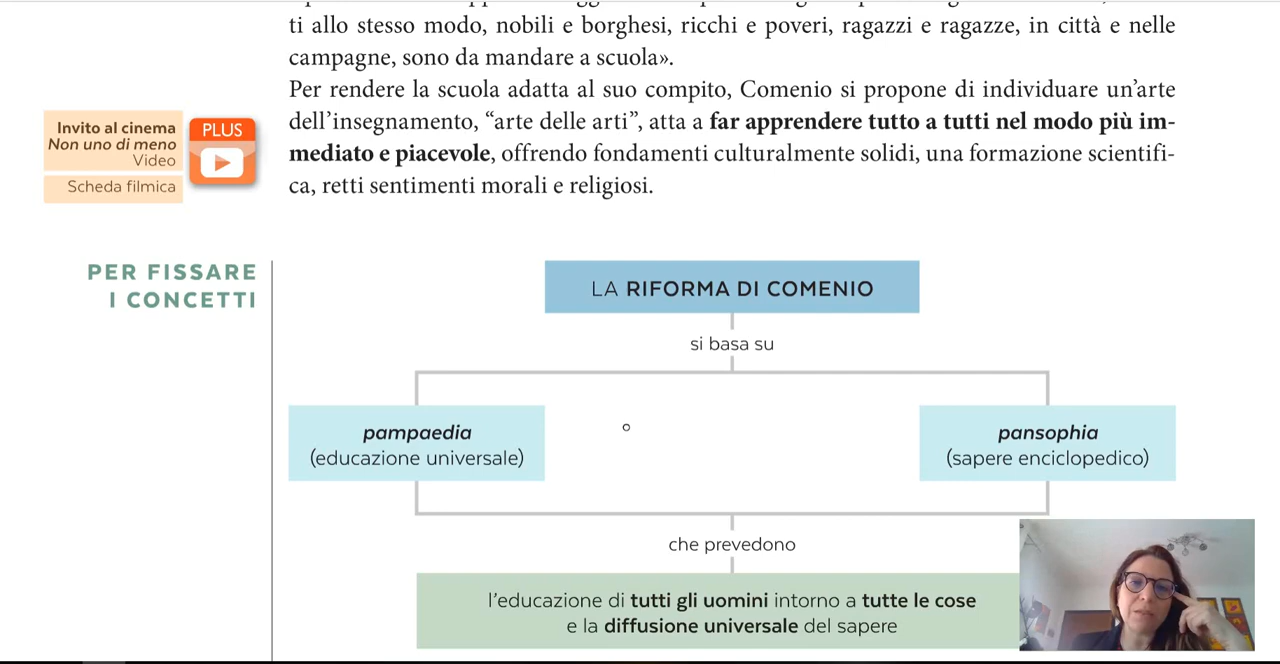 ti allo stesso modo, nobili e borghesi, ricchi e poveri, ragazzi e ragazze, in città e nelle
campagne, sono da mandare a scuola».
Per rendere la scuola adatta al suo compito, Comenio si propone di individuare un'arte
dell'insegnamento, “arte delle arti”, atta a far apprendere tutto a tutti nel modo più im-
mediato e piacevole, offrendo fondamenti culturalmente solidi, una formazione scientifi-
ca, retti sentimenti morali e religiosi.
Invito al cinema
Non uno di meno
Video
Scheda filmica
PLUS
PER FISSARE
I CONCETTI
LA RIFORMA DI COMENIO
si basa su
pampaedia
(educazione universale)
pansophia
(sapere enciclopedico)
che prevedono
l'educazione di tutti gli uomini intorno a tutte le cose
e la diffusione universale del sapere